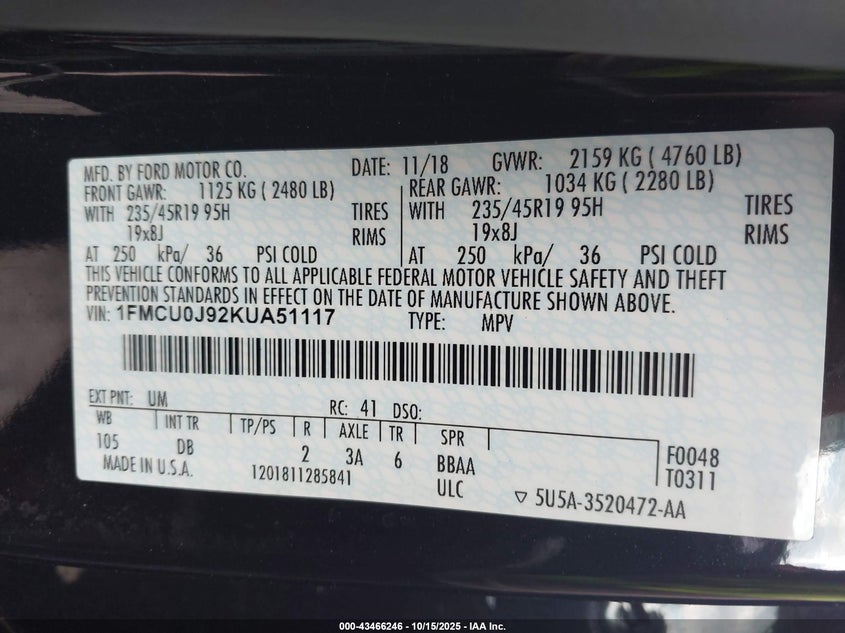 MFD. BY FORD MOTOR CO. DATE: 11/18 GVWR: 2159 KG ( 4760 LB)
FRONT GAWR: 1125 KG ( 2480 LB) REAR GAWR: 1034 KG ( 2280 LB)
WITH 235/45R19 95H TIRES WITH 235/45R19 95H TIRES
19x8J RIMS 19x8J RIMS
AT 250 kPa/ 36 PSI COLD AT 250 kPa/ 36 PSI COLD
THIS VEHICLE CONFORMS TO ALL APPLICABLE FEDERAL MOTOR VEHICLE SAFETY AND THEFT
PREVENTION STANDARDS IN EFFECT ON THE DATE OF MANUFACTURE SHOWN ABOVE.
VIN: 1FMCU0J92KUA51117 TYPE: MPV
EXT PNT: UM RC: 41 DSO:
WB INT TR TP/PS R AXLE TR SPR
105 DB 2 3A 6 BBAA F0048
MADE IN U.S.A. 1201811285841 ULC T0311
▽ 5U5A-3520472-AA
000-43466246 - 10/15/2025 - IAA Inc.